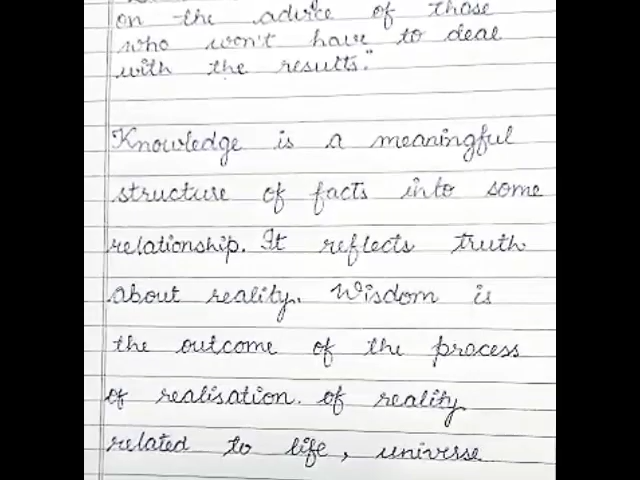 on the advice of those
who won't have to deal
with the results."
Knowledge is a meaningful
structure of facts into some
relationship. It reflects truth
about reality. Wisdom is
the outcome of the process
of realisation. of reality
related to life, universe